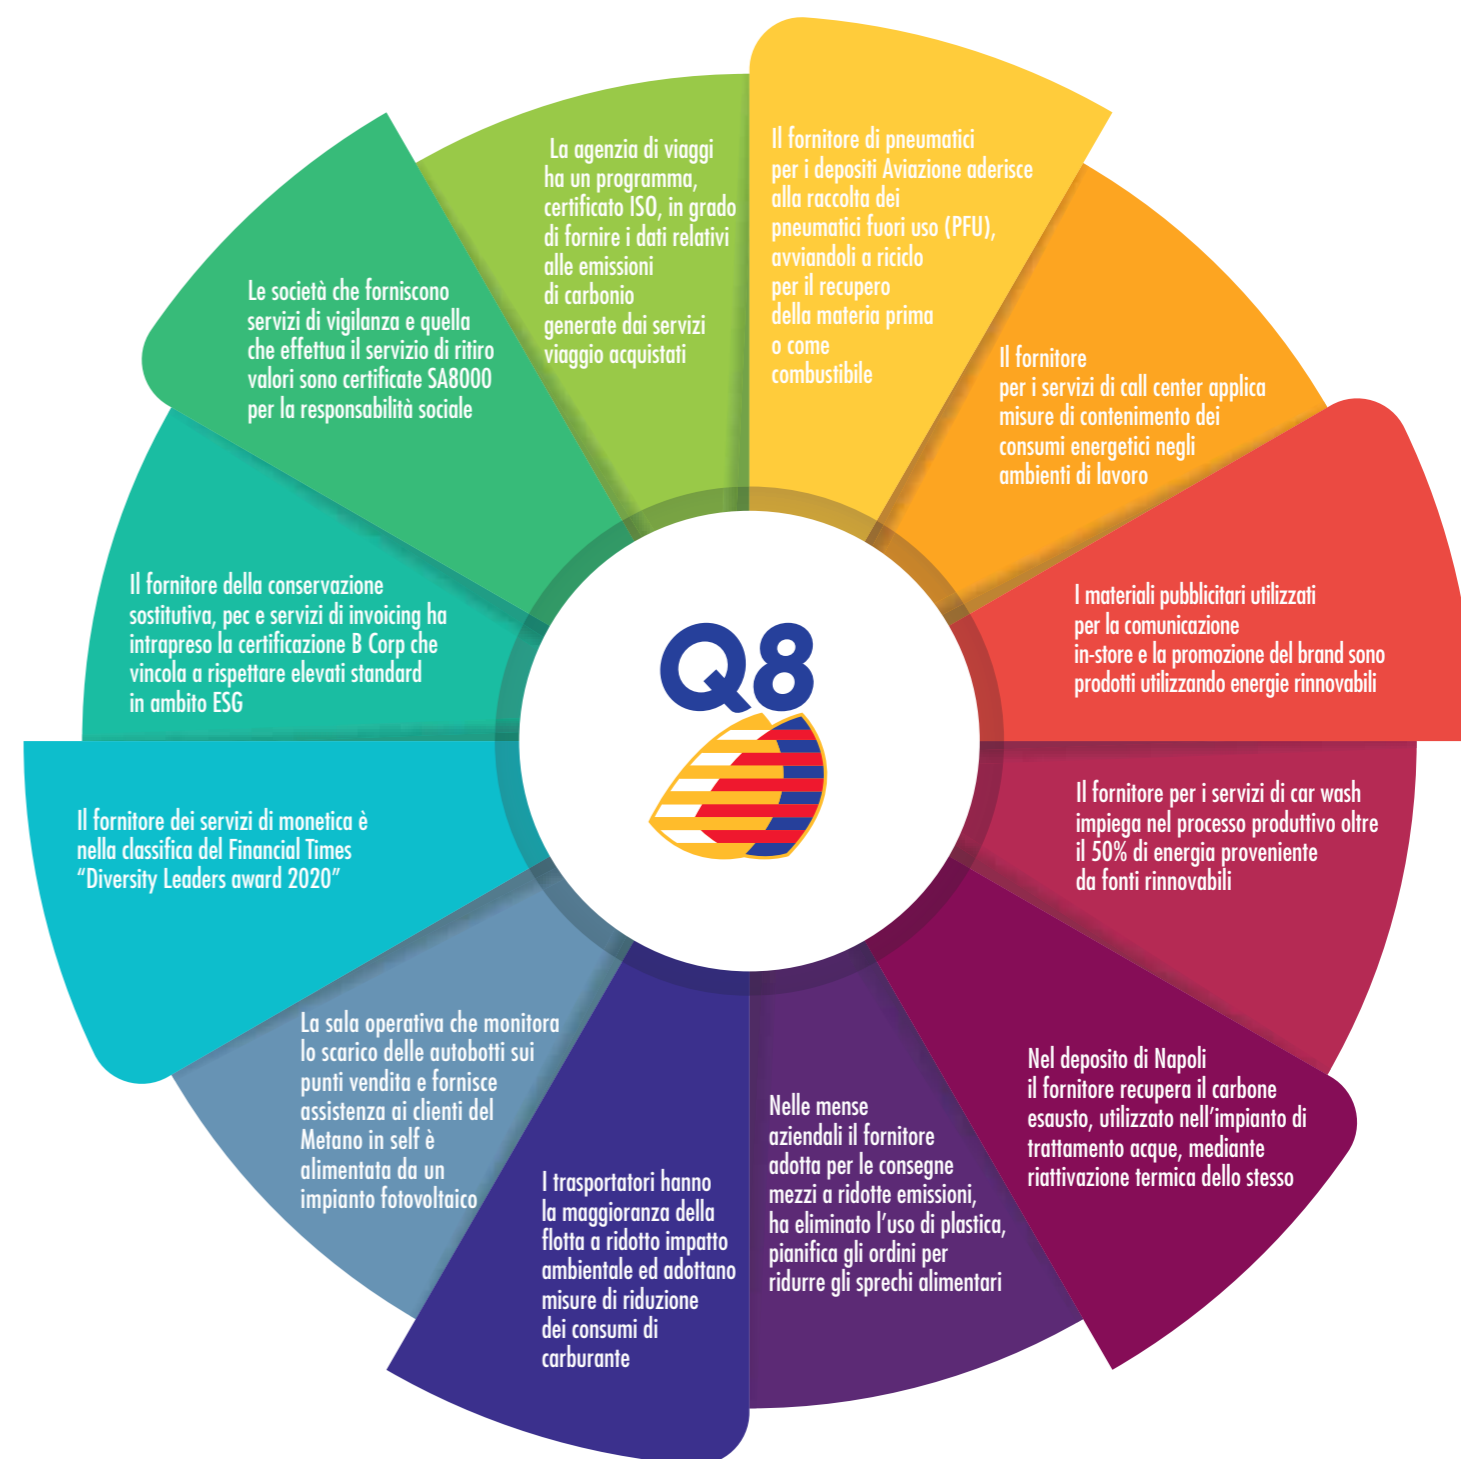 Il fornitore di pneumatici
per i depositi Aviazione aderisce
alla raccolta dei
pneumatici fuori uso (PFU),
avviandoli a riciclo
per il recupero
della materia prima
o come
combustibile
Il fornitore
per i servizi di call center applica
misure di contenimento dei
consumi energetici negli
ambienti di lavoro
I materiali pubblicitari utilizzati
per la comunicazione
in-store e la promozione del brand sono
prodotti utilizzando energie rinnovabili
Il fornitore per i servizi di car wash
impiega nel processo produttivo oltre
il 50% di energia proveniente
da fonti rinnovabili
Nel deposito di Napoli
il fornitore recupera il carbone
esausto, utilizzato nell’impianto di
trattamento acque, mediante
riattivazione termica dello stesso
Nelle mense
aziendali il fornitore
adotta per le consegne
mezzi a ridotte emissioni,
ha eliminato l’uso di plastica,
pianifica gli ordini per
ridurre gli sprechi alimentari
I trasportatori hanno
la maggioranza della
flotta a ridotto impatto
ambientale ed adottano
misure di riduzione
dei consumi di
carburante
La sala operativa che monitora
lo scarico delle autobotti sui
punti vendita e fornisce
assistenza ai clienti del
Metano in self è
alimentata da un
impianto fotovoltaico
Il fornitore dei servizi di monetica è
nella classifica del Financial Times
“Diversity Leaders award 2020”
Il fornitore della conservazione
sostitutiva, pec e servizi di invoicing ha
intrapreso la certificazione B Corp che
vincola a rispettare elevati standard
in ambito ESG
Le società che forniscono
servizi di vigilanza e quella
che effettua il servizio di ritiro
valori sono certificate SA8000
per la responsabilità sociale
La agenzia di viaggi
ha un programma,
certificato ISO, in grado
di fornire i dati relativi
alle emissioni
di carbonio
generate dai servizi
viaggio acquistati
Q8